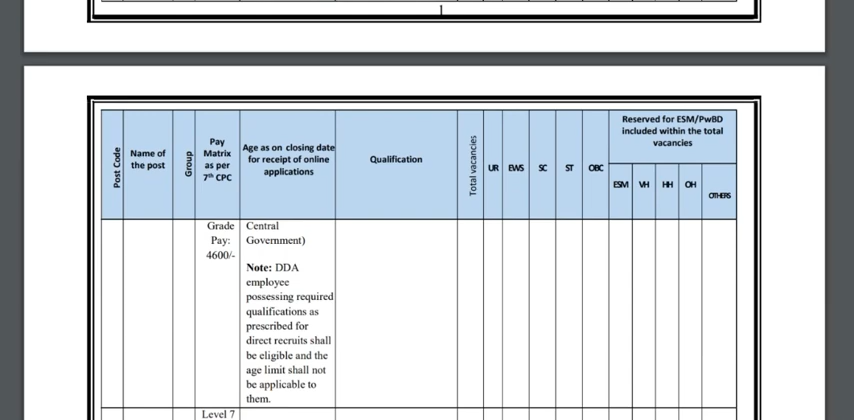 1
Reserved for ESM/PwBD
included within the total
vacancies
Post Code
Name of
the post
Group
Pay
Matrix
as per
7th CPC
Age as on closing date
for receipt of online
applications
Qualification
Total vacancies
UR
EWS
SC
ST
OBC
ESM
VH
HH
OH
OTHERS
Grade
Pay:
4600/-
Central
Government)
Note: DDA
employee
possessing required
qualifications as
prescribed for
direct recruits shall
be eligible and the
age limit shall not
be applicable to
them.
Level 7